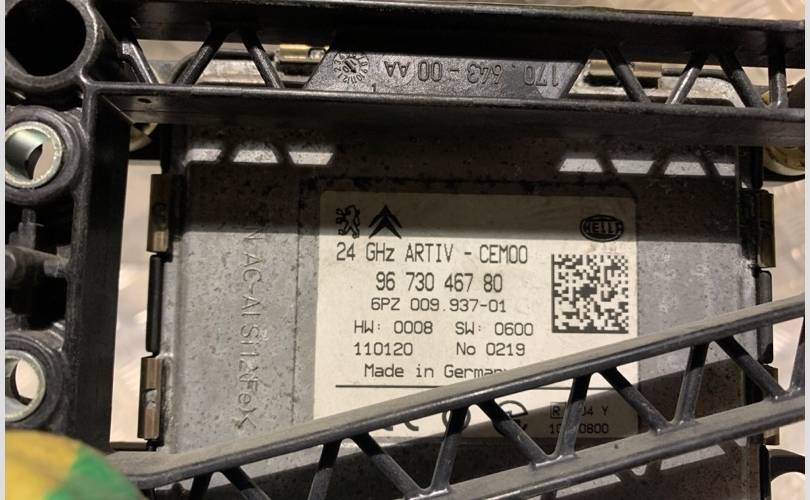 170.643-00 AA
HELLA
24 GHz ARTIV - CEM00
96 730 467 80
6PZ 009.937-01
HW: 0008 SW: 0600
110120 No 0219
Made in German